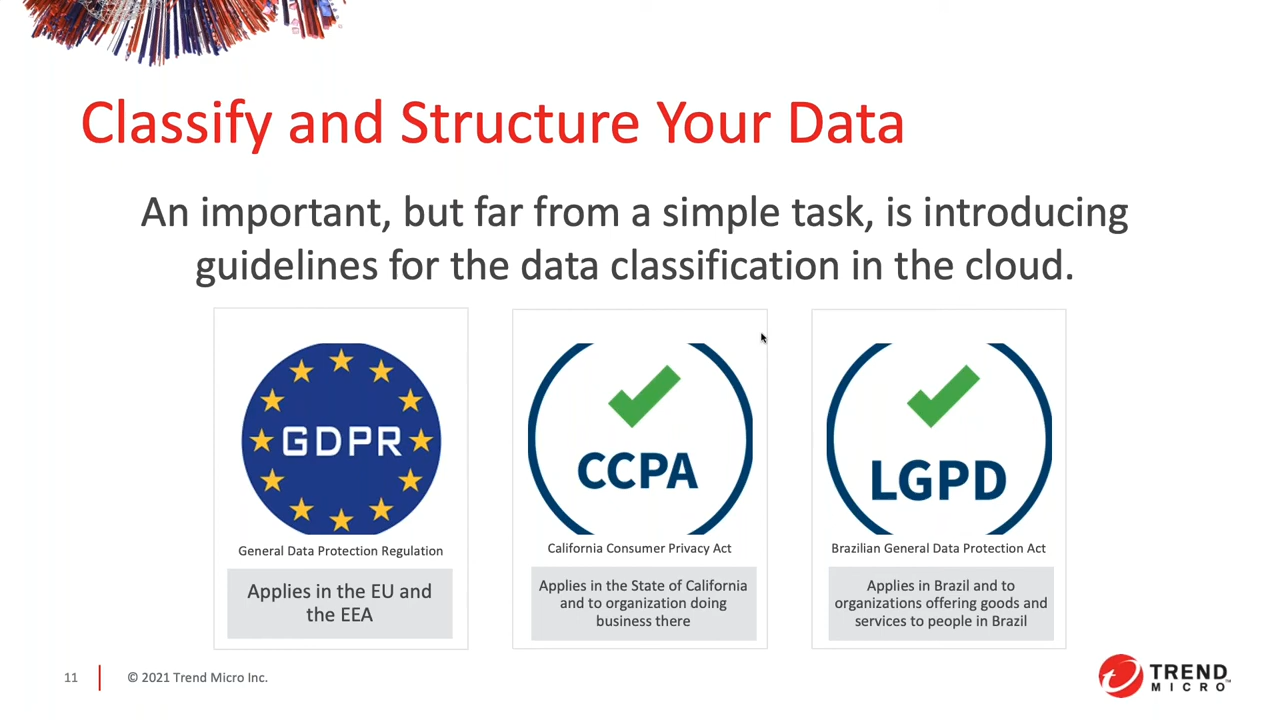 Classify and Structure Your Data
An important, but far from a simple task, is introducing
guidelines for the data classification in the cloud.
GDPR
General Data Protection Regulation
Applies in the EU and
the EEA
CCPA
California Consumer Privacy Act
Applies in the State of California
and to organization doing
business there
LGPD
Brazilian General Data Protection Act
Applies in Brazil and to
organizations offering goods and
services to people in Brazil
11
© 2021 Trend Micro Inc.
TREND
MICRO™